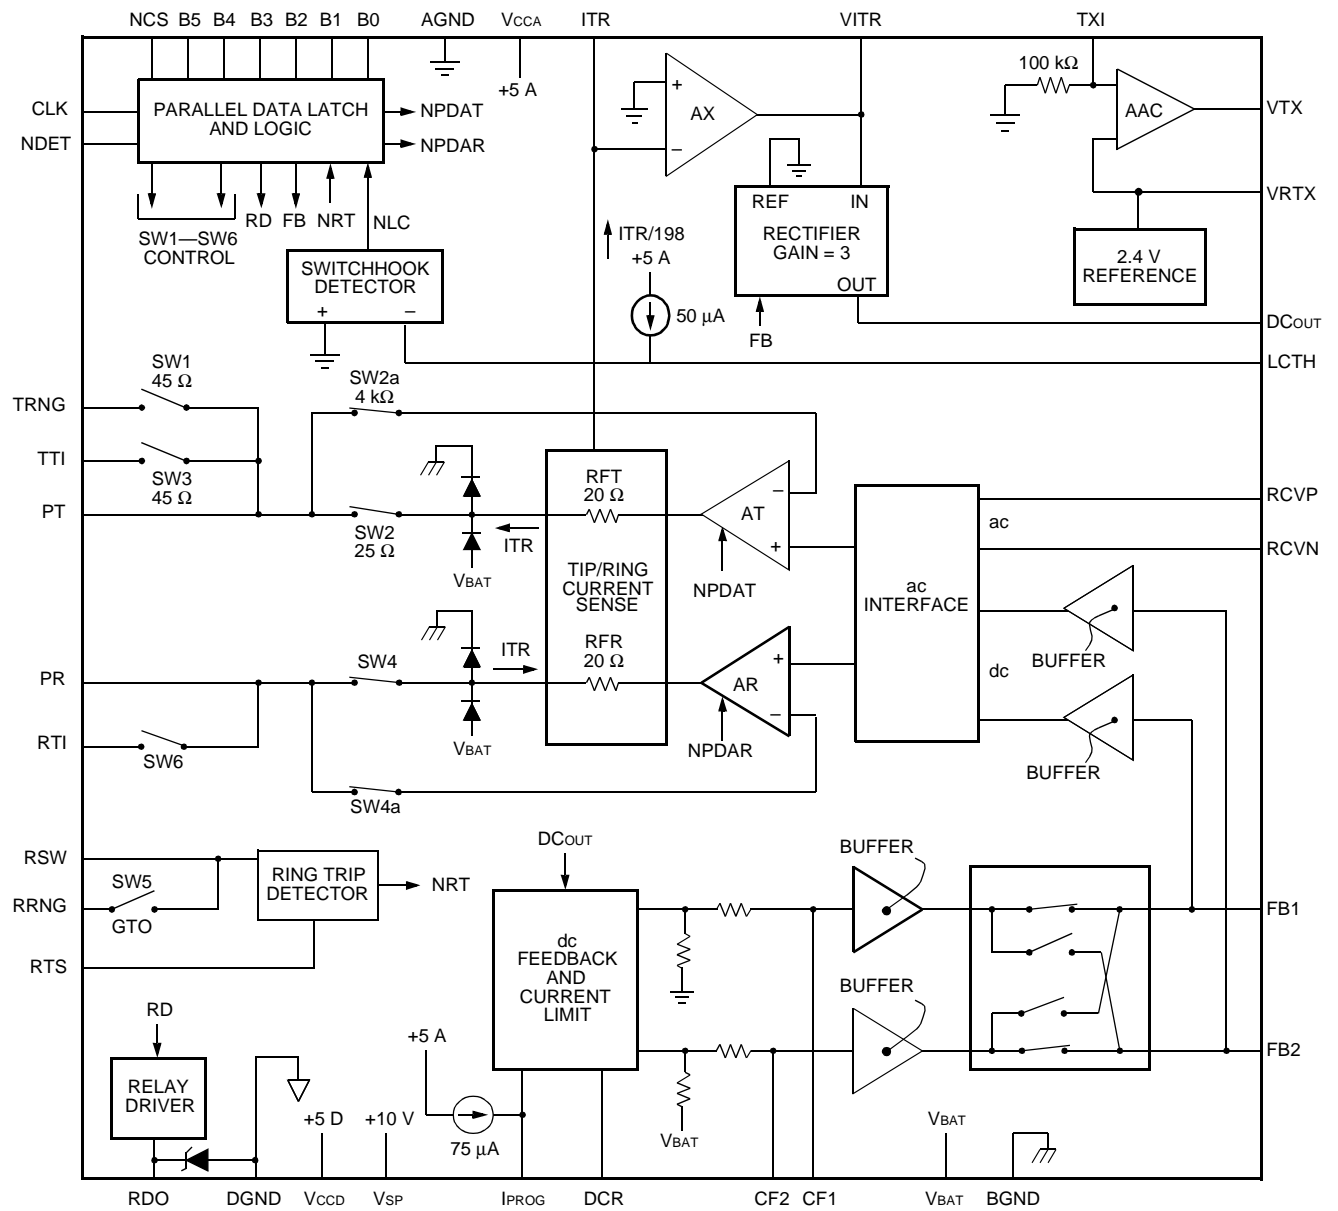 NCS B5 B4 B3 B2 B1 B0 AGND VCCA ITR VITR TXI
CLK
NDET
PARALLEL DATA LATCH
AND LOGIC
NPDAT
NPDAR
+5 A
+
AX
–
100 kΩ
AAC
VTX
VRTX
SW1—SW6
CONTROL
RD FB NRT NLC
SWITCHHOOK
DETECTOR
+ –
ITR/198
+5 A
50 µA
REF IN
RECTIFIER
GAIN = 3
OUT
FB
2.4 V
REFERENCE
DCOUT
LCTH
TRNG
SW1
45 Ω
SW2a
4 kΩ
TTI
SW3
45 Ω
PT
SW2
25 Ω
VBAT
ITR
RFT
20 Ω
TIP/RING
CURRENT
SENSE
RFR
20 Ω
–
AT
+
NPDAT
ac
INTERFACE
ac
dc
RCVP
RCVN
BUFFER
BUFFER
PR
SW4
ITR
VBAT
+
AR
–
NPDAR
RTI
SW6
SW4a
RSW
RRNG
SW5
GTO
RTS
RING TRIP
DETECTOR
NRT
DCOUT
dc
FEEDBACK
AND
CURRENT
LIMIT
BUFFER
BUFFER
FB1
FB2
RD
RELAY
DRIVER
+5 D
+10 V
+5 A
75 µA
VBAT
VBAT
RDO DGND VCCD VSP IPROG DCR CF2 CF1 VBAT BGND